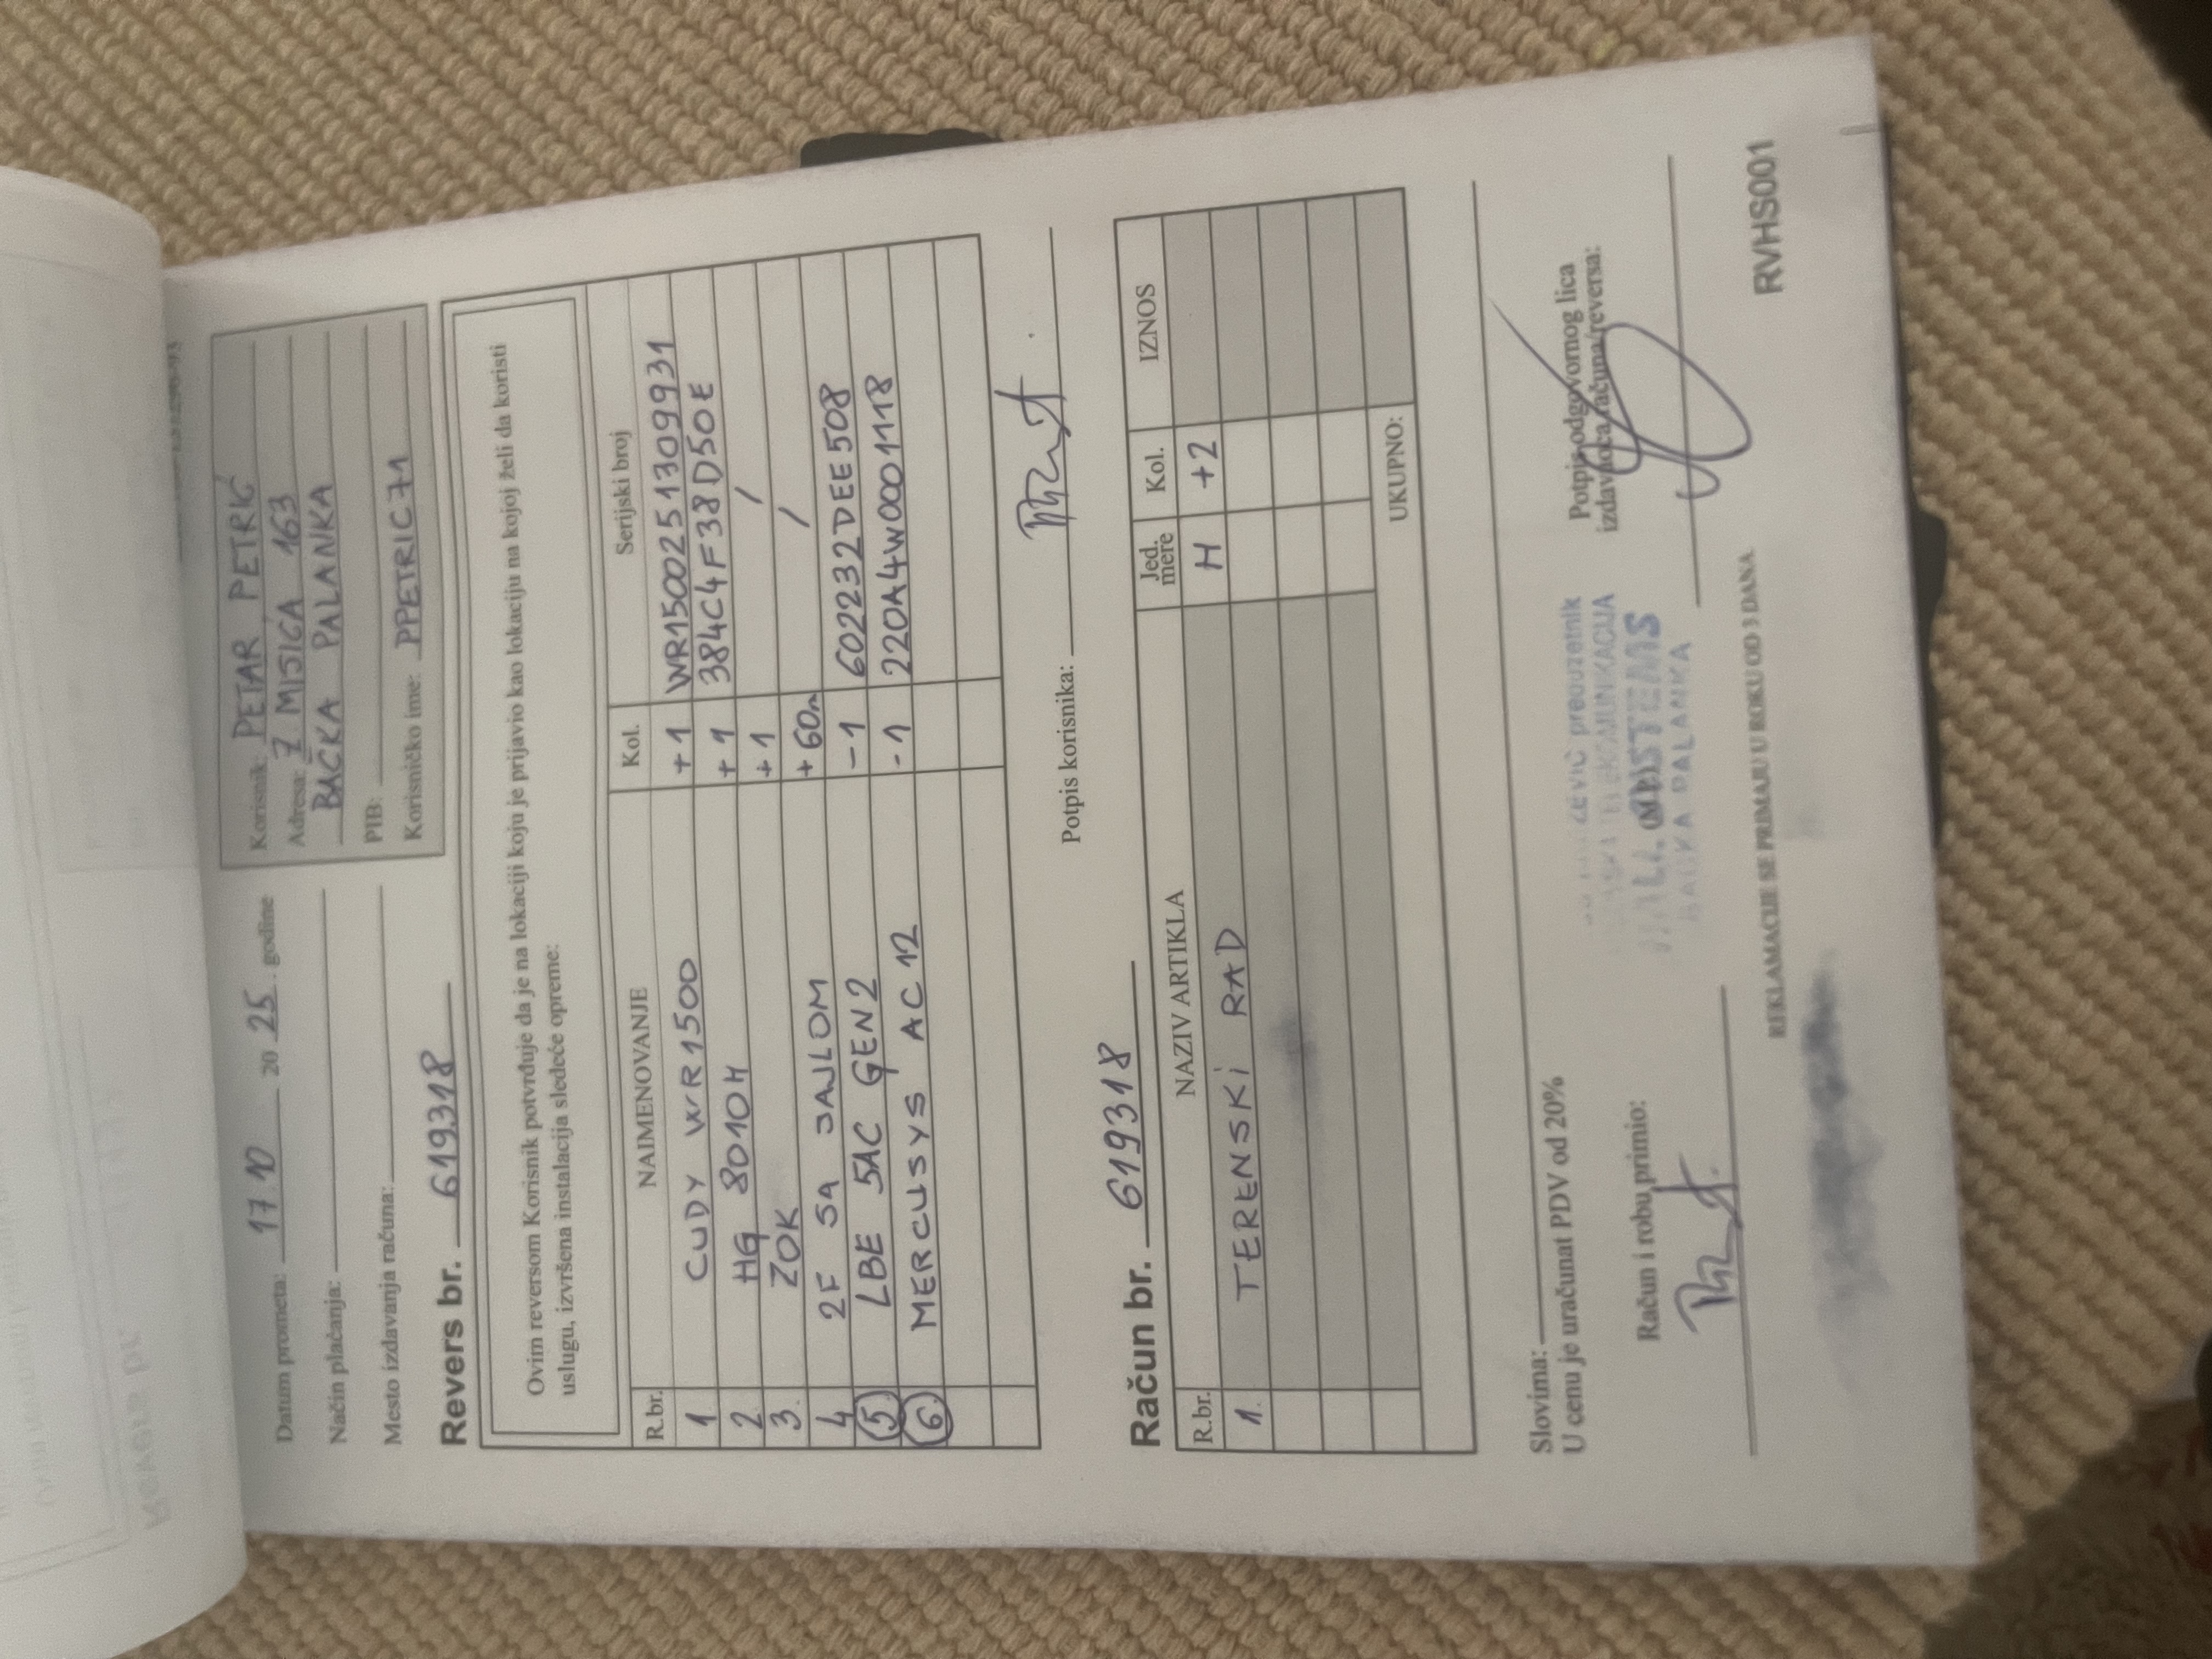 Datum prometa: 17 10 20 25. godine
Način plaćanja:
Mesto izdavanja računa:
Korisnik: PETAR PETRIĆ
Adresa: Ž MIŠIĆA 163
BAČKA PALANKA
PIB:
Korisničko ime: PPETRIC71
Revers br. 619318
Ovim reversom Korisnik potvrđuje da je na lokaciji koju je prijavio kao lokaciju na kojoj želi da koristi
uslugu, izvršena instalacija sledeće opreme:
R.br. NAIMENOVANJE Kol. Serijski broj
1 CUDY WR1500 +1 WR1500251309931
2. HG 8010H +1 384C4F38D50E
3. ZOK +1 /
4 2F SA SAJLOM +60m /
5. LBE 5AC GEN2 -1 602232DEE508
6. MERCUSYS AC12 -1 220A4W0001118
Potpis korisnika:
Račun br. 619318
R.br. NAZIV ARTIKLA Jed. mere Kol. IZNOS
1. TERENSKI RAD H +2
UKUPNO:
Slovima:
U cenu je uračunat PDV od 20%
Račun i robu primio:
preduzetnik
TELEKOMUNIKACIJA
SISTEMS
BAČKA PALANKA
Potpis odgovornog lica
izdavaoca računa/reversa:
REKLAMACIJE SE PRIMAJU U ROKU OD 3 DANA
RVHS001